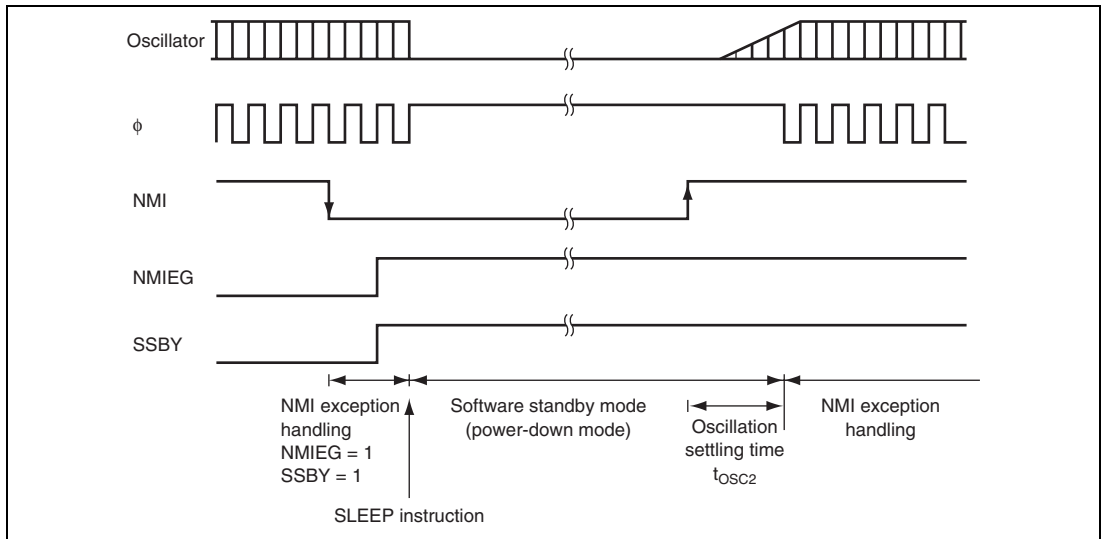 Oscillator
ϕ
NMI
NMIEG
SSBY
NMI exception
handling
NMIEG = 1
SSBY = 1
Software standby mode
(power-down mode)
Oscillation
settling time
tOSC2
NMI exception
handling
SLEEP instruction